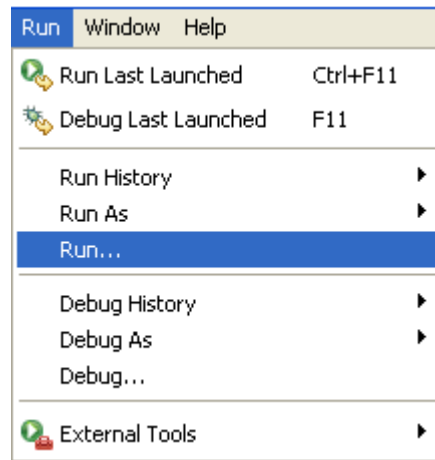 Run Window Help
Run Last Launched Ctrl+F11
Debug Last Launched F11
Run History
Run As
Run...
Debug History
Debug As
Debug...
External Tools